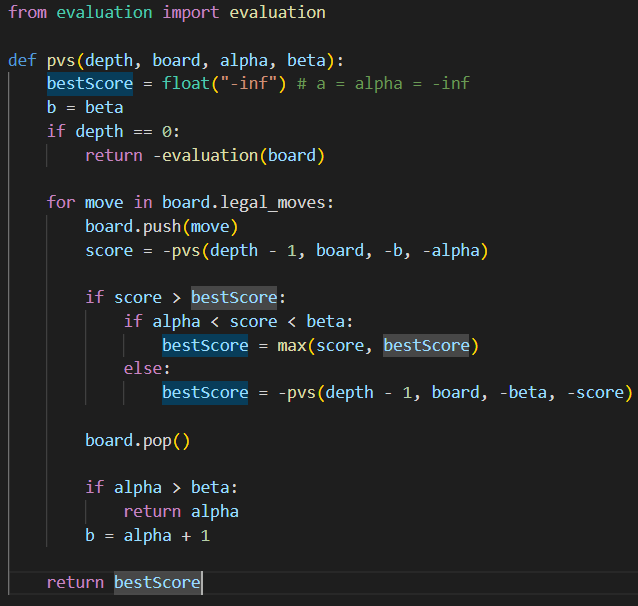 from evaluation import evaluation
def pvs(depth, board, alpha, beta):
    bestScore = float("-inf") # a = alpha = -inf
    b = beta
    if depth == 0:
        return -evaluation(board)
    for move in board.legal_moves:
        board.push(move)
        score = -pvs(depth - 1, board, -b, -alpha)
        if score > bestScore:
            if alpha < score < beta:
                bestScore = max(score, bestScore)
            else:
                bestScore = -pvs(depth - 1, board, -beta, -score)
        board.pop()
        if alpha > beta:
            return alpha
        b = alpha + 1
    return bestScore